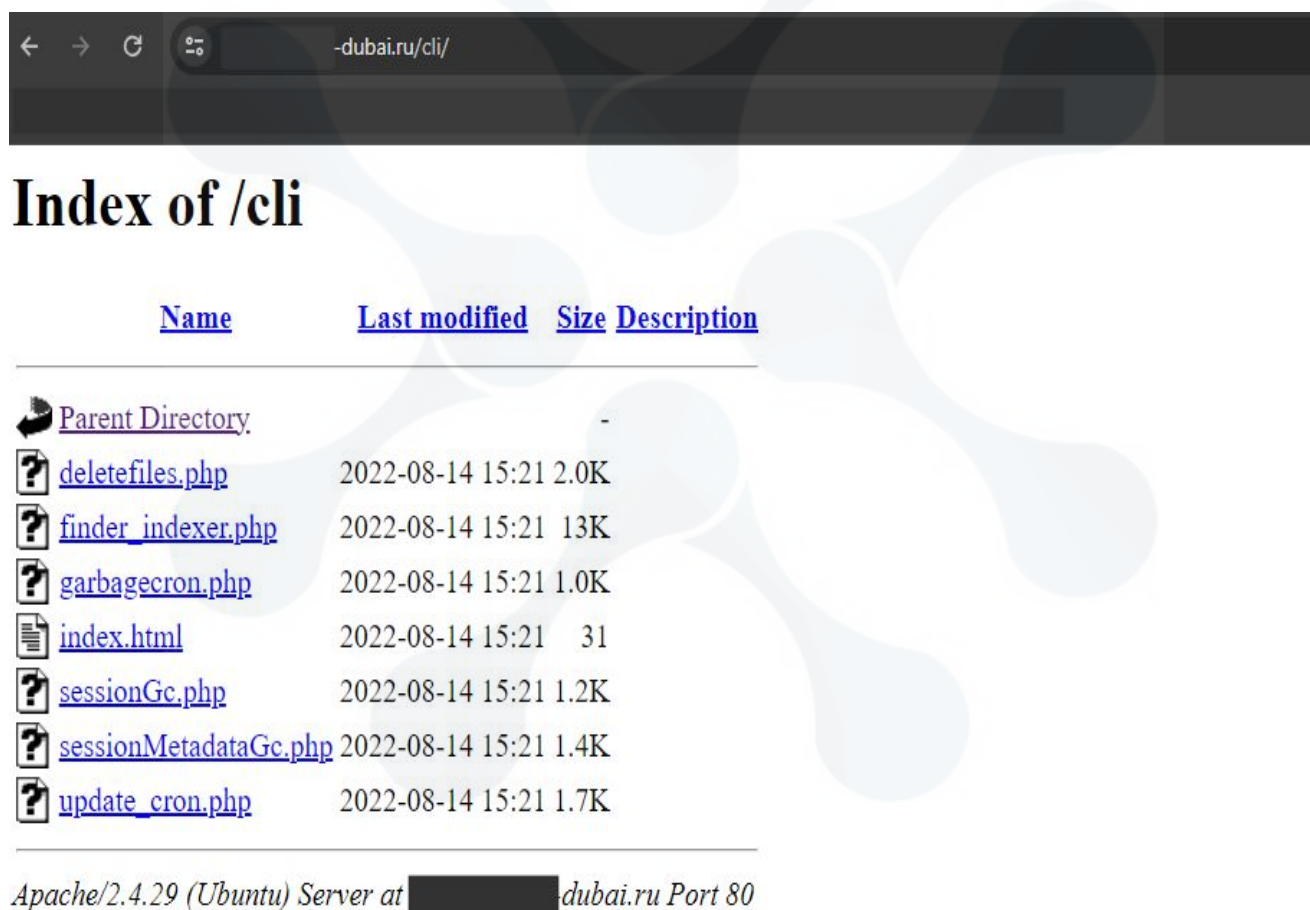 -dubai.ru/cli/
Index of /cli
Name Last modified Size Description
Parent Directory -
deletefiles.php 2022-08-14 15:21 2.0K
finder_indexer.php 2022-08-14 15:21 13K
garbagecron.php 2022-08-14 15:21 1.0K
index.html 2022-08-14 15:21 31
sessionGc.php 2022-08-14 15:21 1.2K
sessionMetadataGc.php 2022-08-14 15:21 1.4K
update_cron.php 2022-08-14 15:21 1.7K
Apache/2.4.29 (Ubuntu) Server at -dubai.ru Port 80